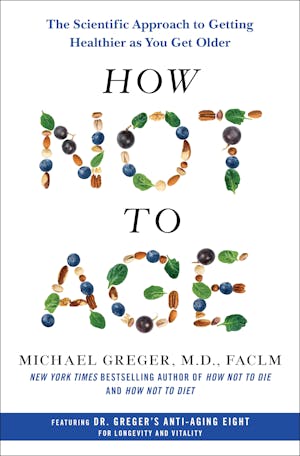 The Scientific Approach to Getting
Healthier as You Get Older
HOW
NOT
TO
AGE
MICHAEL GREGER, M.D., FACLM
NEW YORK TIMES BESTSELLING AUTHOR OF HOW NOT TO DIE
AND HOW NOT TO DIET
FEATURING DR. GREGER'S ANTI-AGING EIGHT
FOR LONGEVITY AND VITALITY